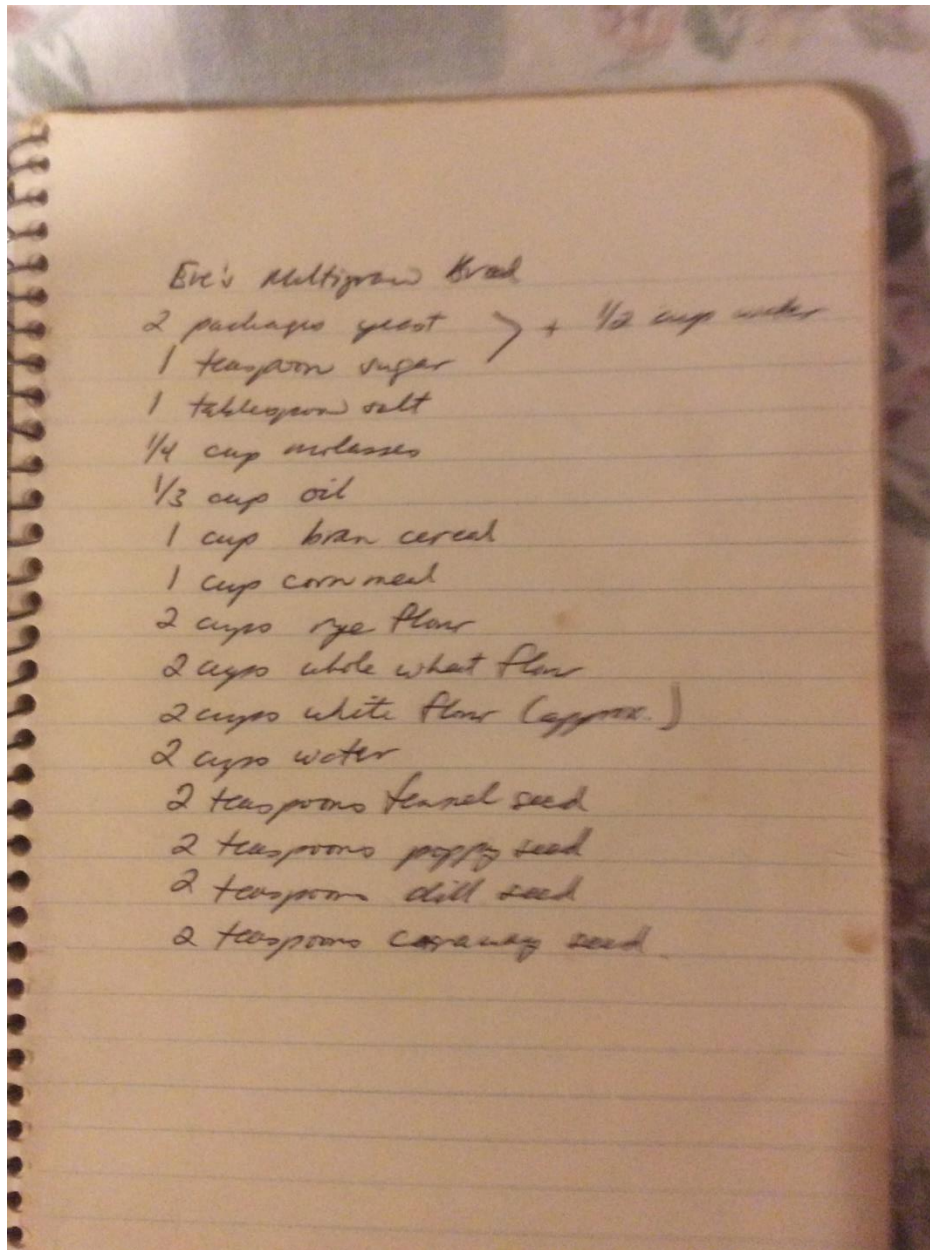 Eve's Multigrain Bread
2 packages yeast } + 1/2 cup water
1 teaspoon sugar
1 tablespoon salt
1/4 cup molasses
1/3 cup oil
1 cup bran cereal
1 cup cornmeal
2 cups rye flour
2 cups whole wheat flour
2 cups white flour (approx.)
2 cups water
2 teaspoons fennel seed
2 teaspoons poppy seed
2 teaspoons dill seed
2 teaspoons caraway seed